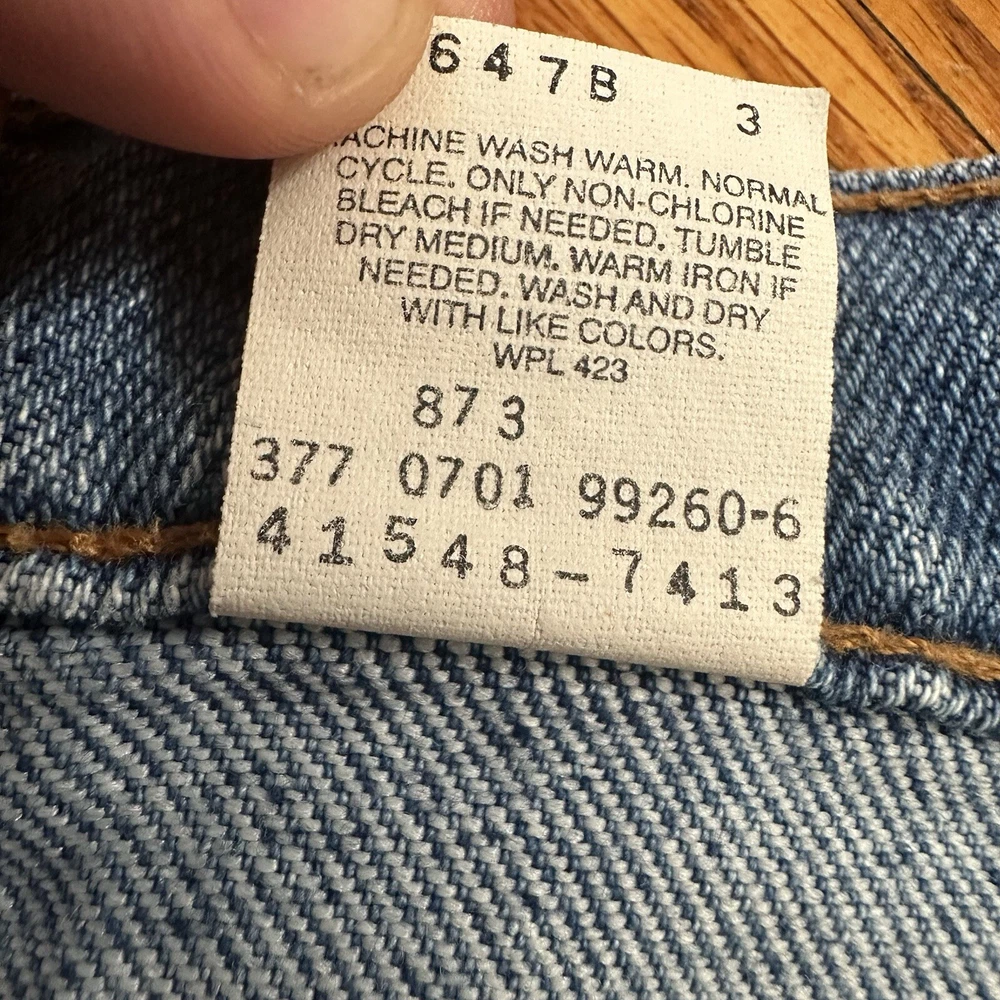 647B 3
MACHINE WASH WARM. NORMAL
CYCLE. ONLY NON-CHLORINE
BLEACH IF NEEDED. TUMBLE
DRY MEDIUM. WARM IRON IF
NEEDED. WASH AND DRY
WITH LIKE COLORS.
WPL 423
873
377 0701 99260-6
41548-7413